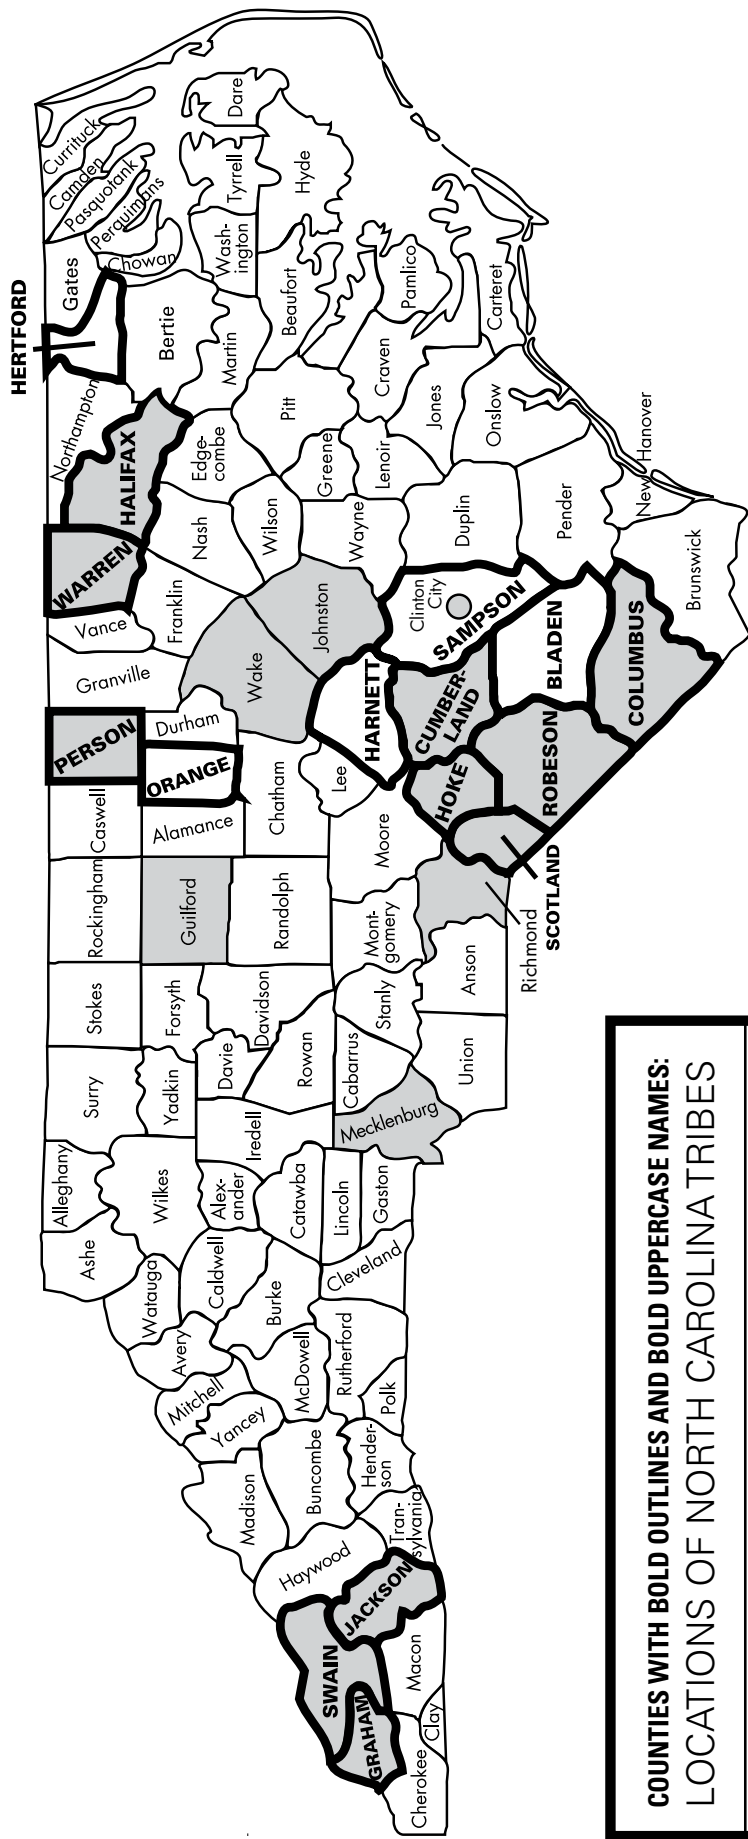 Cherokee
GRAHAM
Clay
SWAIN
Macon
JACKSON
Haywood
Tran-
sylvania
Madison
Buncombe
Hender-
son
Yancey
Mitchell
Avery
McDowell
Polk
Rutherford
Watauga
Caldwell
Burke
Cleveland
Ashe
Alleghany
Wilkes
Alex-
ander
Catawba
Lincoln
Gaston
Surry
Yadkin
Iredell
Mecklenburg
Stokes
Forsyth
Davie
Davidson
Rowan
Cabarrus
Stanly
Union
Rockingham
Guilford
Randolph
Mont-
gomery
Anson
Richmond
SCOTLAND
Caswell
Alamance
Chatham
Moore
Lee
HOKE
PERSON
ORANGE
Durham
Granville
Wake
HARNETT
CUMBER-
LAND
ROBESON
Vance
WARREN
Franklin
Johnston
Clinton
City
SAMPSON
BLADEN
COLUMBUS
Brunswick
HERTFORD
Northampton
HALIFAX
Nash
Wilson
Wayne
Duplin
Pender
New Hanover
Edge-
combe
Pitt
Greene
Lenoir
Jones
Onslow
Gates
Bertie
Martin
Beaufort
Craven
Pamlico
Carteret
Currituck
Camden
Pasquotank
Perquimans
Chowan
Wash-
ington
Tyrrell
Dare
Hyde
COUNTIES WITH BOLD OUTLINES AND BOLD UPPERCASE NAMES:
LOCATIONS OF NORTH CAROLINA TRIBES